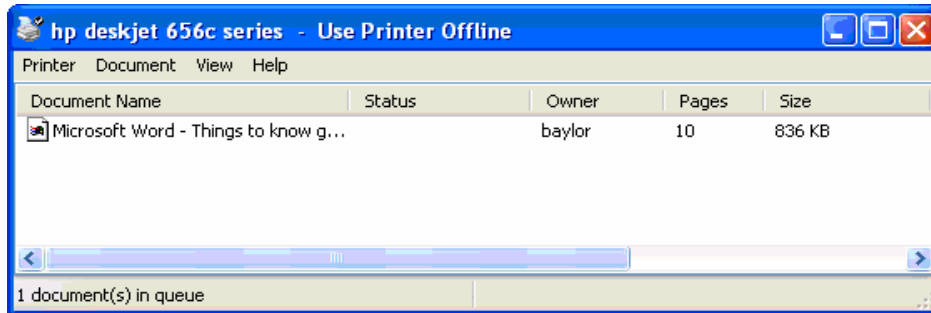 hp deskjet 656c series - Use Printer Offline
Printer Document View Help
Document Name Status Owner Pages Size
Microsoft Word - Things to know g... baylor 10 836 KB
1 document(s) in queue